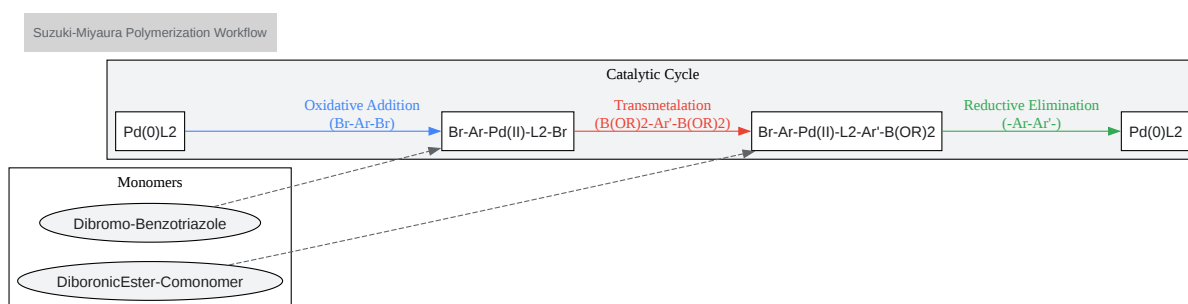 Suzuki-Miyaura Polymerization Workflow
Catalytic Cycle
Pd(0)L2
Oxidative Addition
(Br-Ar-Br)
Br-Ar-Pd(II)-L2-Br
Transmetalation
(B(OR)2-Ar'-B(OR)2)
Br-Ar-Pd(II)-L2-Ar'-B(OR)2
Reductive Elimination
(-Ar-Ar'-)
Pd(0)L2
Monomers
Dibromo-Benzotriazole
DiboronicEster-Comonomer